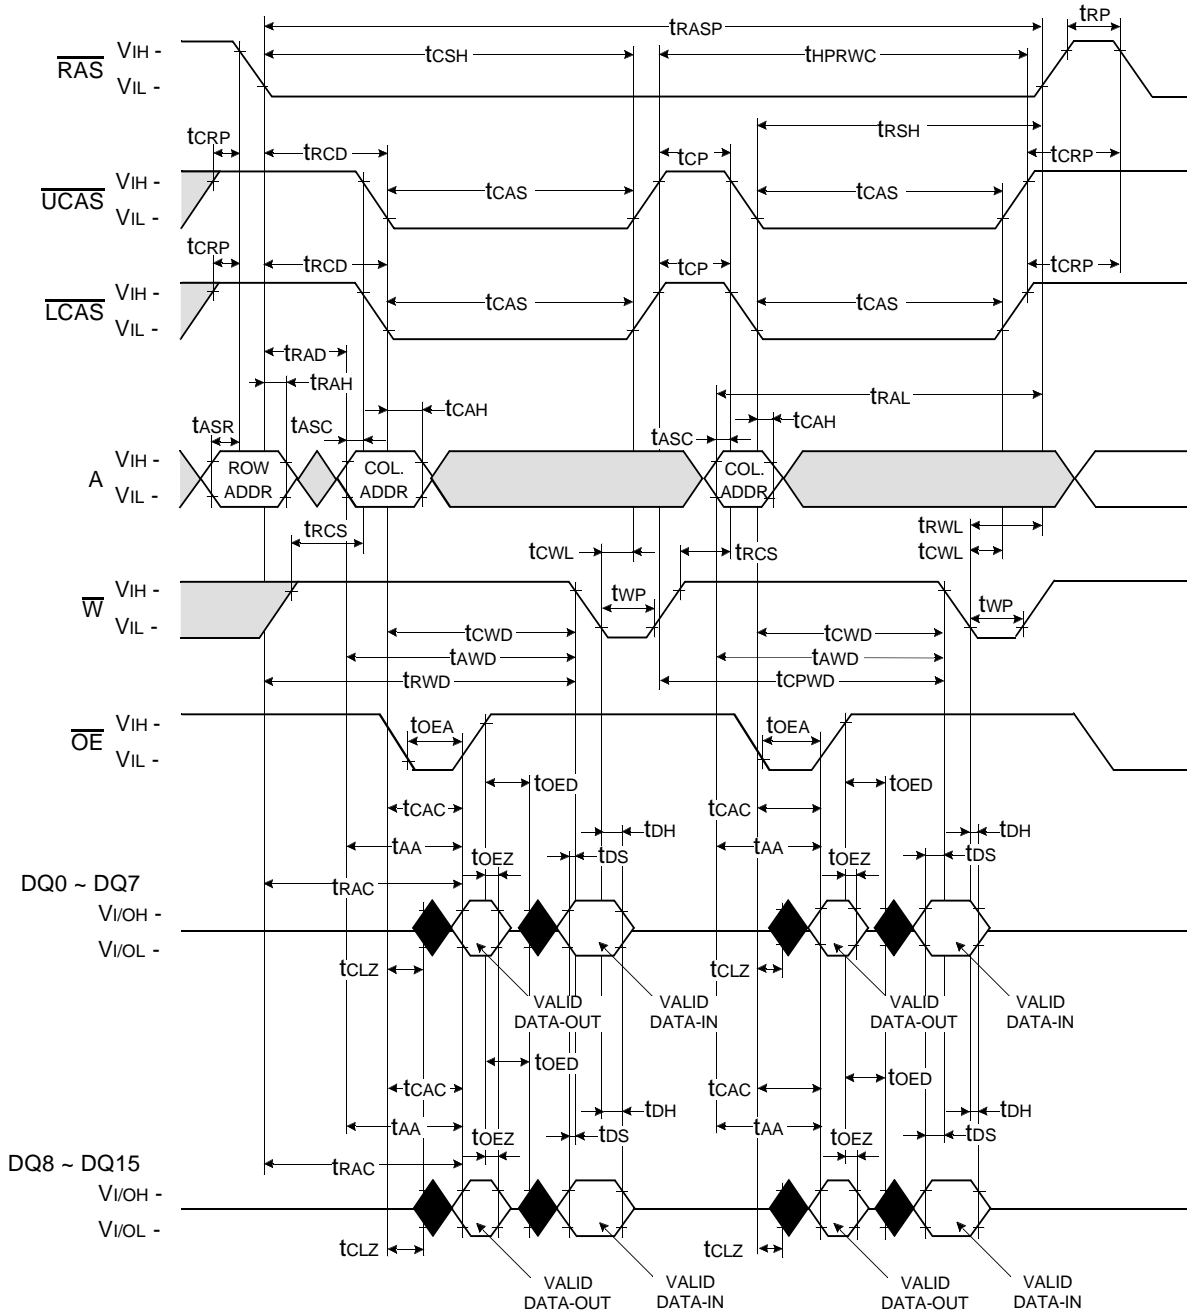 tRASP tRP
VIH - tCSH tHPRWC
RAS
VIL -
tRSH
tCRP tRCD tCP tCRP
VIH -
UCAS tCAS tCAS
VIL -
tCRP tRCD tCP tCRP
VIH -
LCAS tCAS tCAS
VIL -
tRAD
tRAH tRAL
tCAH tCAH
tASR tASC tASC
VIH -
A ROW ADDR COL. ADDR COL. ADDR
VIL -
tRCS tRWL
tCWL tRCS tCWL
VIH -
W tWP tWP
VIL -
tCWD tCWD
tAWD tAWD
tRWD tCPWD
VIH -
OE tOEA tOEA
VIL -
tOED tOED
tCAC tCAC
tDH tDH
tAA tOEZ tDS tAA tOEZ tDS
DQ0 ~ DQ7 tRAC
VI/OH -
VI/OL -
tCLZ tCLZ
VALID DATA-OUT VALID DATA-IN VALID DATA-OUT VALID DATA-IN
tOED tOED
tCAC tCAC
tDH tDH
tAA tOEZ tDS tAA tOEZ tDS
DQ8 ~ DQ15 tRAC
VI/OH -
VI/OL -
tCLZ tCLZ
VALID DATA-OUT VALID DATA-IN VALID DATA-OUT VALID DATA-IN